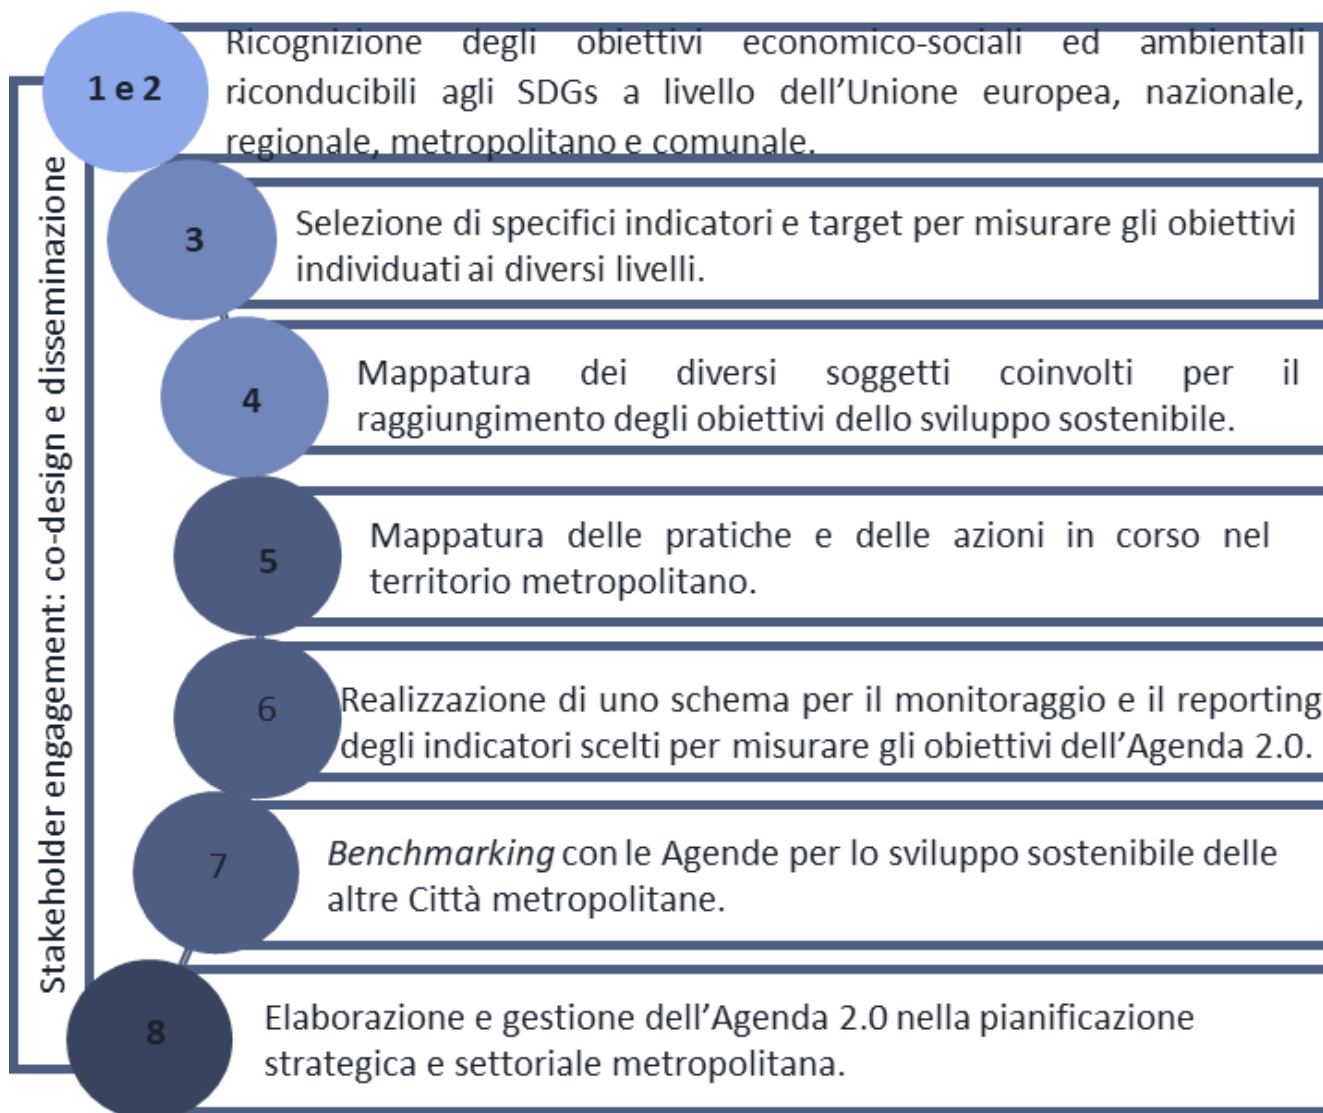 Stakeholder engagement: co-design e disseminazione
1 e 2
Ricognizione degli obiettivi economico-sociali ed ambientali
riconducibili agli SDGs a livello dell’Unione europea, nazionale,
regionale, metropolitano e comunale.
3
Selezione di specifici indicatori e target per misurare gli obiettivi
individuati ai diversi livelli.
4
Mappatura dei diversi soggetti coinvolti per il
raggiungimento degli obiettivi dello sviluppo sostenibile.
5
Mappatura delle pratiche e delle azioni in corso nel
territorio metropolitano.
6
Realizzazione di uno schema per il monitoraggio e il reporting
degli indicatori scelti per misurare gli obiettivi dell’Agenda 2.0.
7
Benchmarking con le Agende per lo sviluppo sostenibile delle
altre Città metropolitane.
8
Elaborazione e gestione dell’Agenda 2.0 nella pianificazione
strategica e settoriale metropolitana.